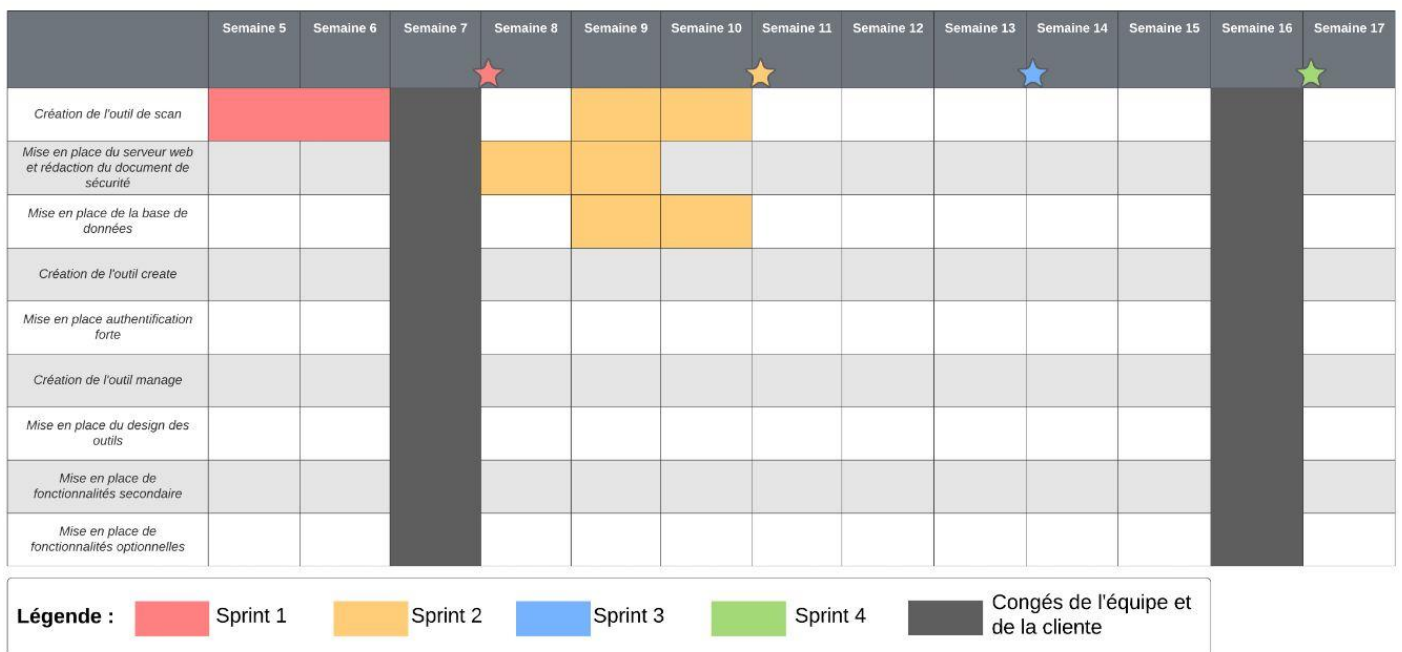 Semaine 5 Semaine 6 Semaine 7 Semaine 8 Semaine 9 Semaine 10 Semaine 11 Semaine 12 Semaine 13 Semaine 14 Semaine 15 Semaine 16 Semaine 17
Création de l'outil de scan
Mise en place du serveur web
et rédaction du document de
sécurité
Mise en place de la base de
données
Création de l'outil create
Mise en place authentification
forte
Création de l'outil manage
Mise en place du design des
outils
Mise en place de
fonctionnalités secondaire
Mise en place de
fonctionnalités optionnelles
Légende : Sprint 1 Sprint 2 Sprint 3 Sprint 4 Congés de l'équipe et
de la cliente